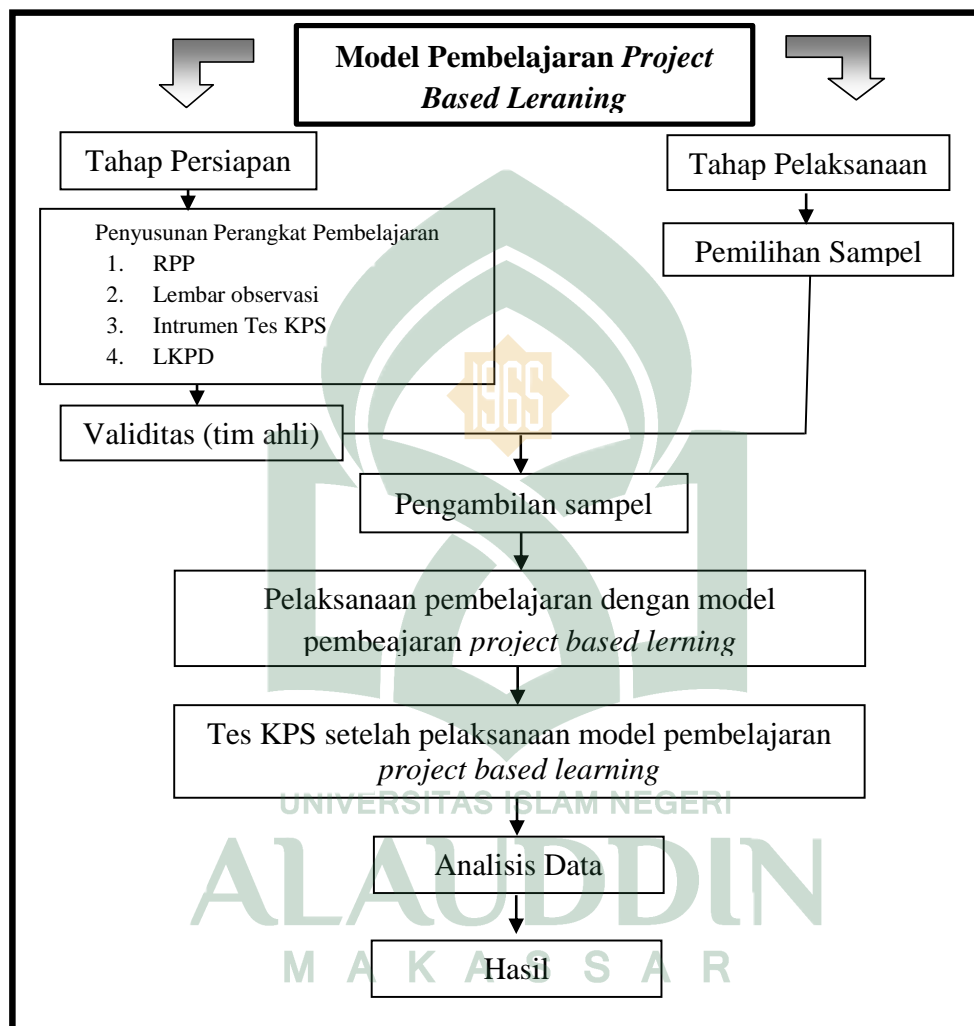 Model Pembelajaran Project
Based Leraning
Tahap Persiapan
Tahap Pelaksanaan
Penyusunan Perangkat Pembelajaran
1. RPP
2. Lembar observasi
3. Intrumen Tes KPS
4. LKPD
Pemilihan Sampel
Validitas (tim ahli)
1965
Pengambilan sampel
Pelaksanaan pembelajaran dengan model
pembeajaran project based lerning
Tes KPS setelah pelaksanaan model pembelajaran
project based learning
UNIVERSITAS ISLAM NEGERI
ALAUDDIN
Analisis Data
MAKASSAR
Hasil